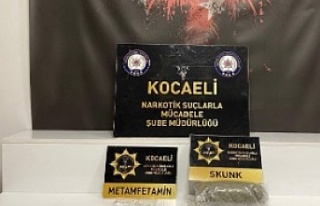 KOCAELİ
NARKOTİK SUÇLARLA
MÜCADELE
ŞUBE MÜDÜRLÜĞÜ
KOCAELİ
METAMFETAMİN
KOCAELİ
SKUNK